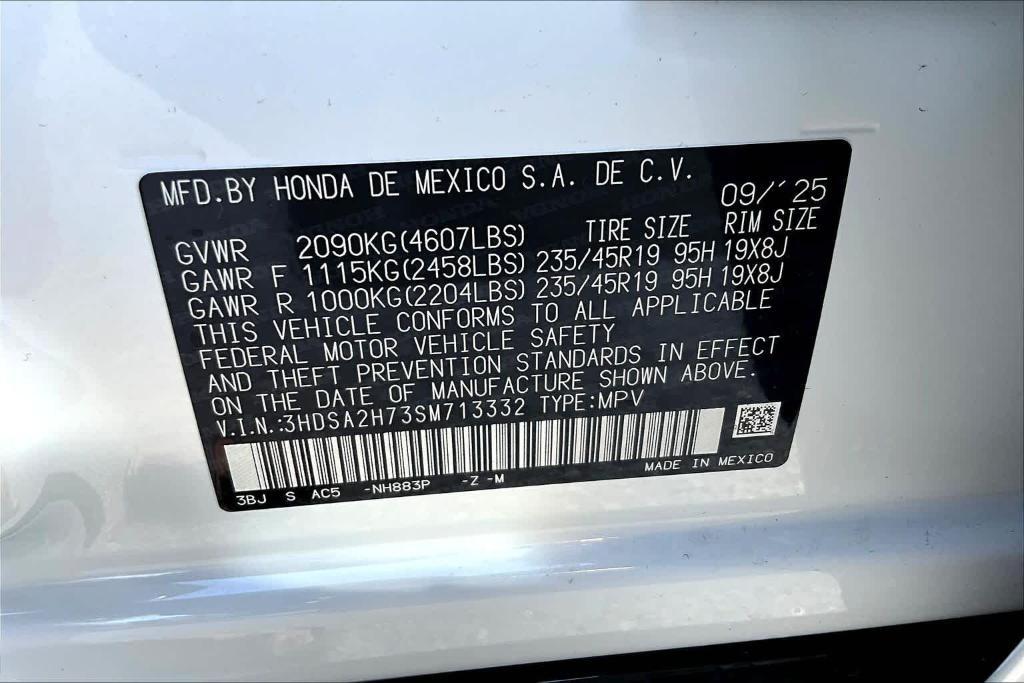 MFD.BY HONDA DE MEXICO S.A. DE C.V. 09/´25
GVWR 2090KG(4607LBS) TIRE SIZE RIM SIZE
GAWR F 1115KG(2458LBS) 235/45R19 95H 19X8J
GAWR R 1000KG(2204LBS) 235/45R19 95H 19X8J
THIS VEHICLE CONFORMS TO ALL APPLICABLE
FEDERAL MOTOR VEHICLE SAFETY
AND THEFT PREVENTION STANDARDS IN EFFECT
ON THE DATE OF MANUFACTURE SHOWN ABOVE.
V.I.N.:3HDSA2H73SM713332 TYPE:MPV
MADE IN MEXICO
3BJ S AC5 -NH883P -Z -M